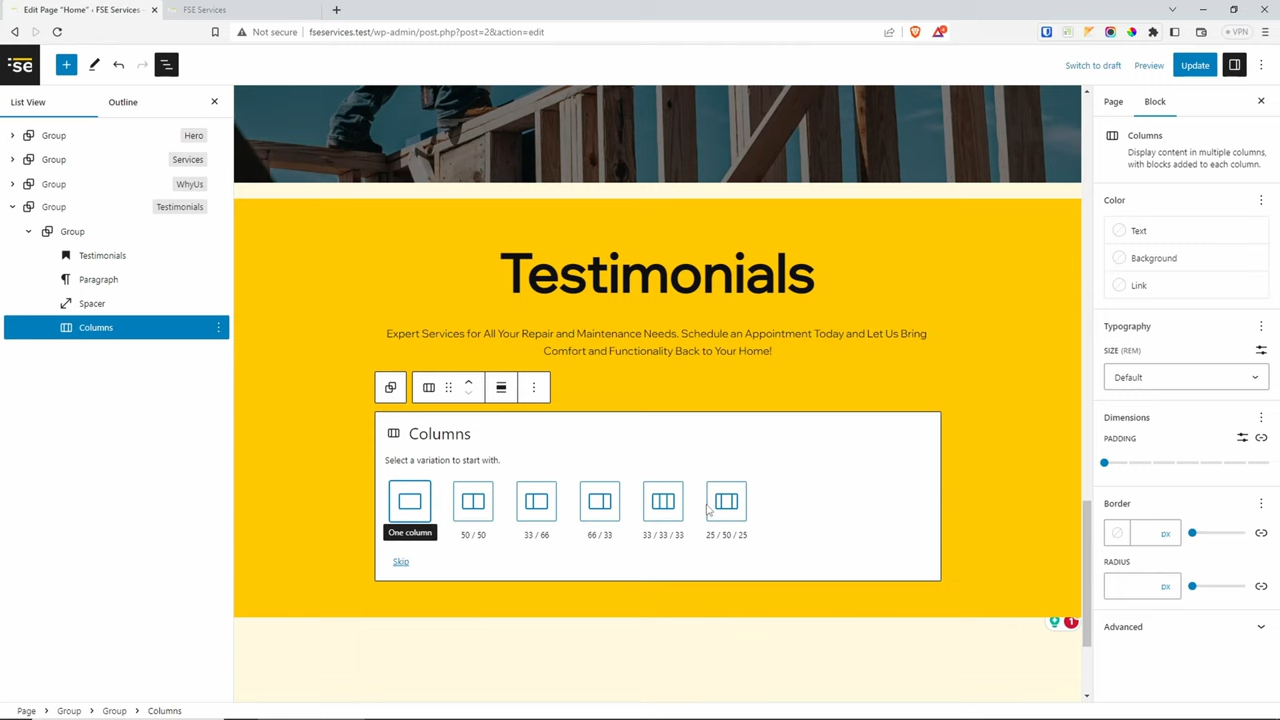 Edit Page "Home" ‹ FSE Services -
FSE Services
Not secure
fseservices.test/wp-admin/post.php?post=2&action=edit
VPN
:se
Switch to draft
Preview
Update
List View
Outline
Group
Hero
Group
Services
Group
WhyUs
Group
Testimonials
Group
Testimonials
Paragraph
Spacer
Columns
Testimonials
Expert Services for All Your Repair and Maintenance Needs. Schedule an Appointment Today and Let Us Bring
Comfort and Functionality Back to Your Home!
Columns
Select a variation to start with.
One column
50 / 50
33 / 66
66 / 33
33 / 33 / 33
25 / 50 / 25
Skip
1
Page
Block
Columns
Display content in multiple columns,
with blocks added to each column.
Color
Text
Background
Link
Typography
SIZE (REM)
Default
Dimensions
PADDING
Border
px
RADIUS
px
Advanced
Page › Group › Group › Columns